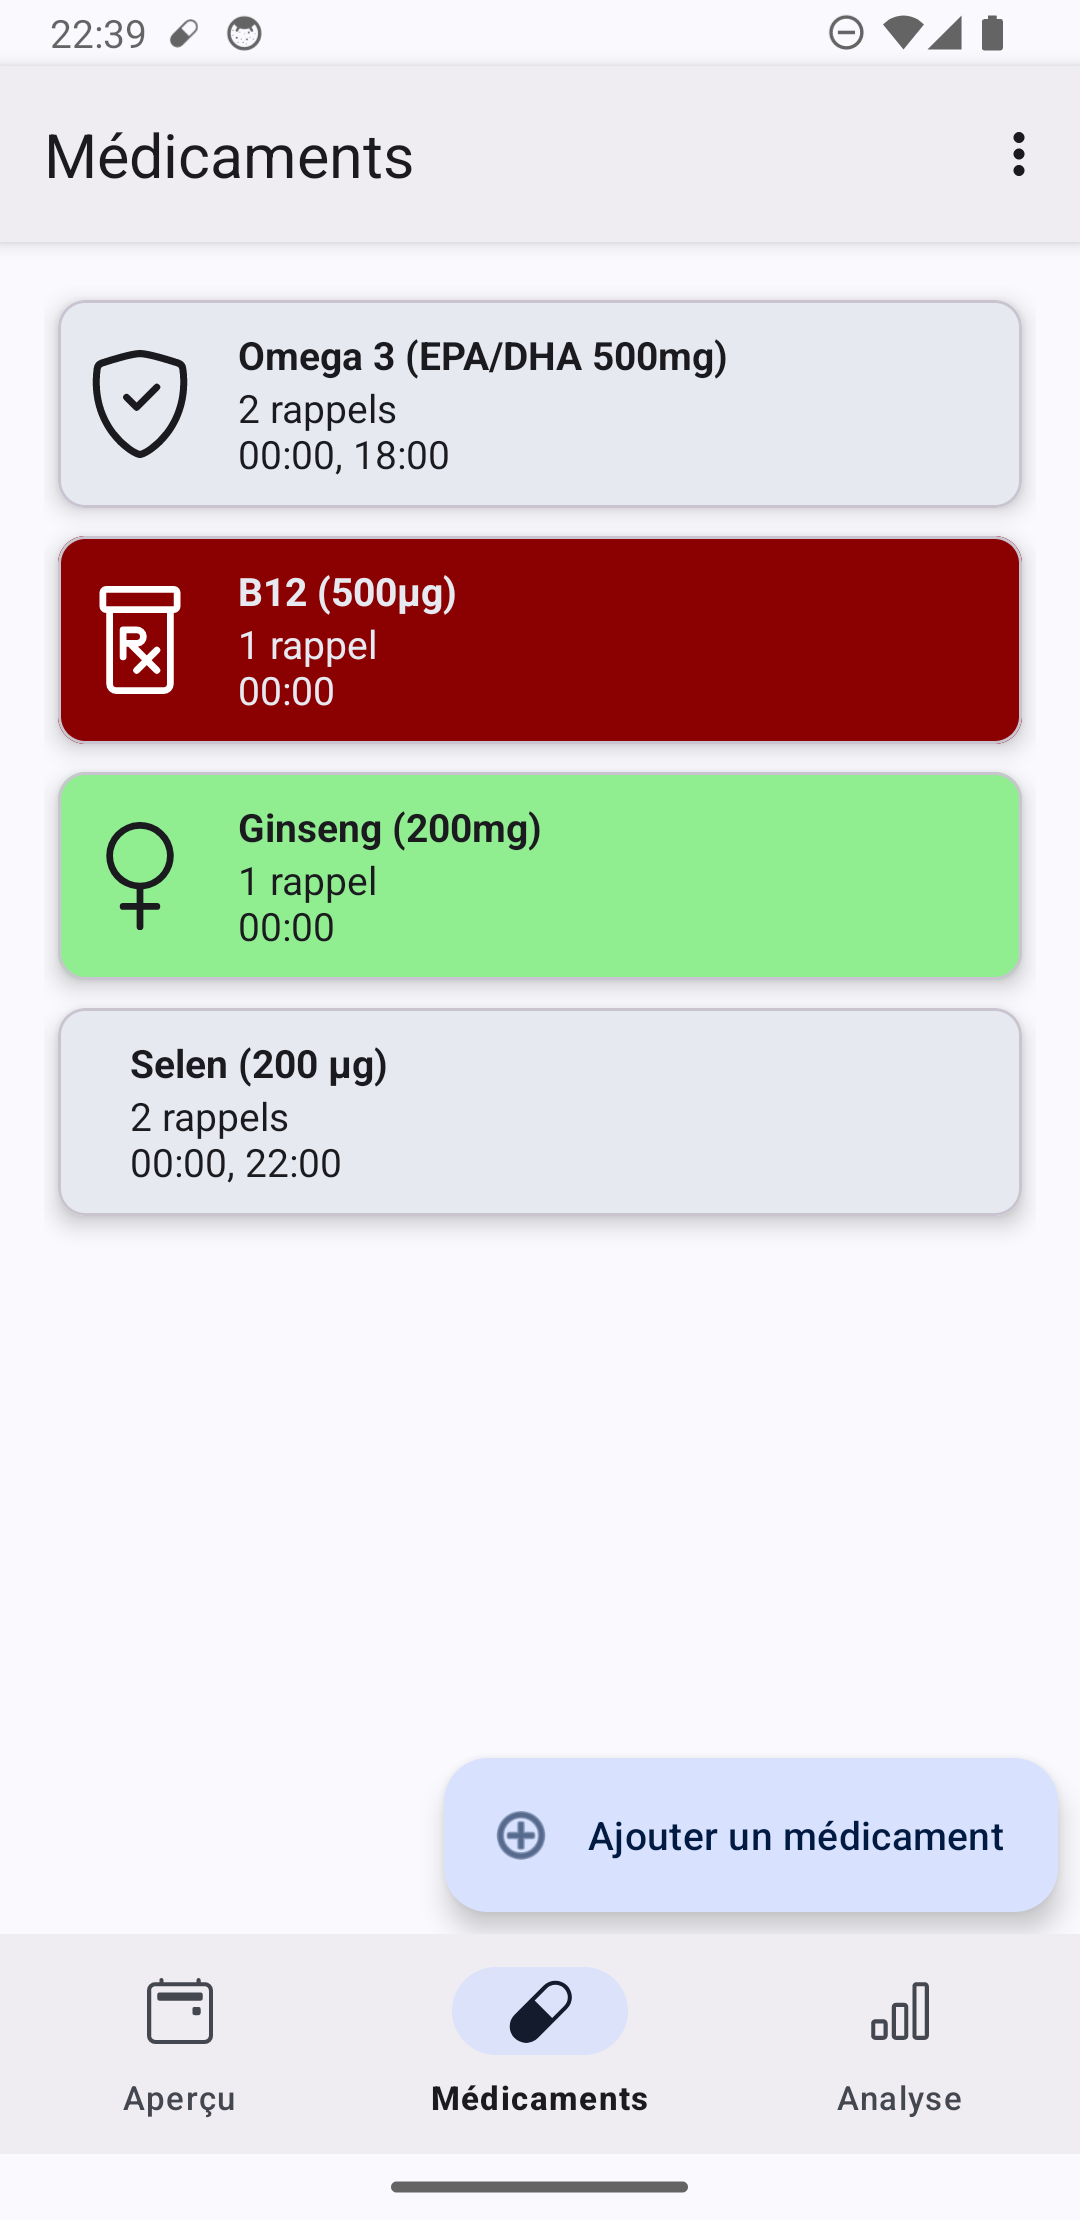 22:39
Médicaments
Omega 3 (EPA/DHA 500mg)
2 rappels
00:00, 18:00
Rx
B12 (500µg)
1 rappel
00:00
Ginseng (200mg)
1 rappel
00:00
Selen (200 µg)
2 rappels
00:00, 22:00
Ajouter un médicament
Aperçu
Médicaments
Analyse